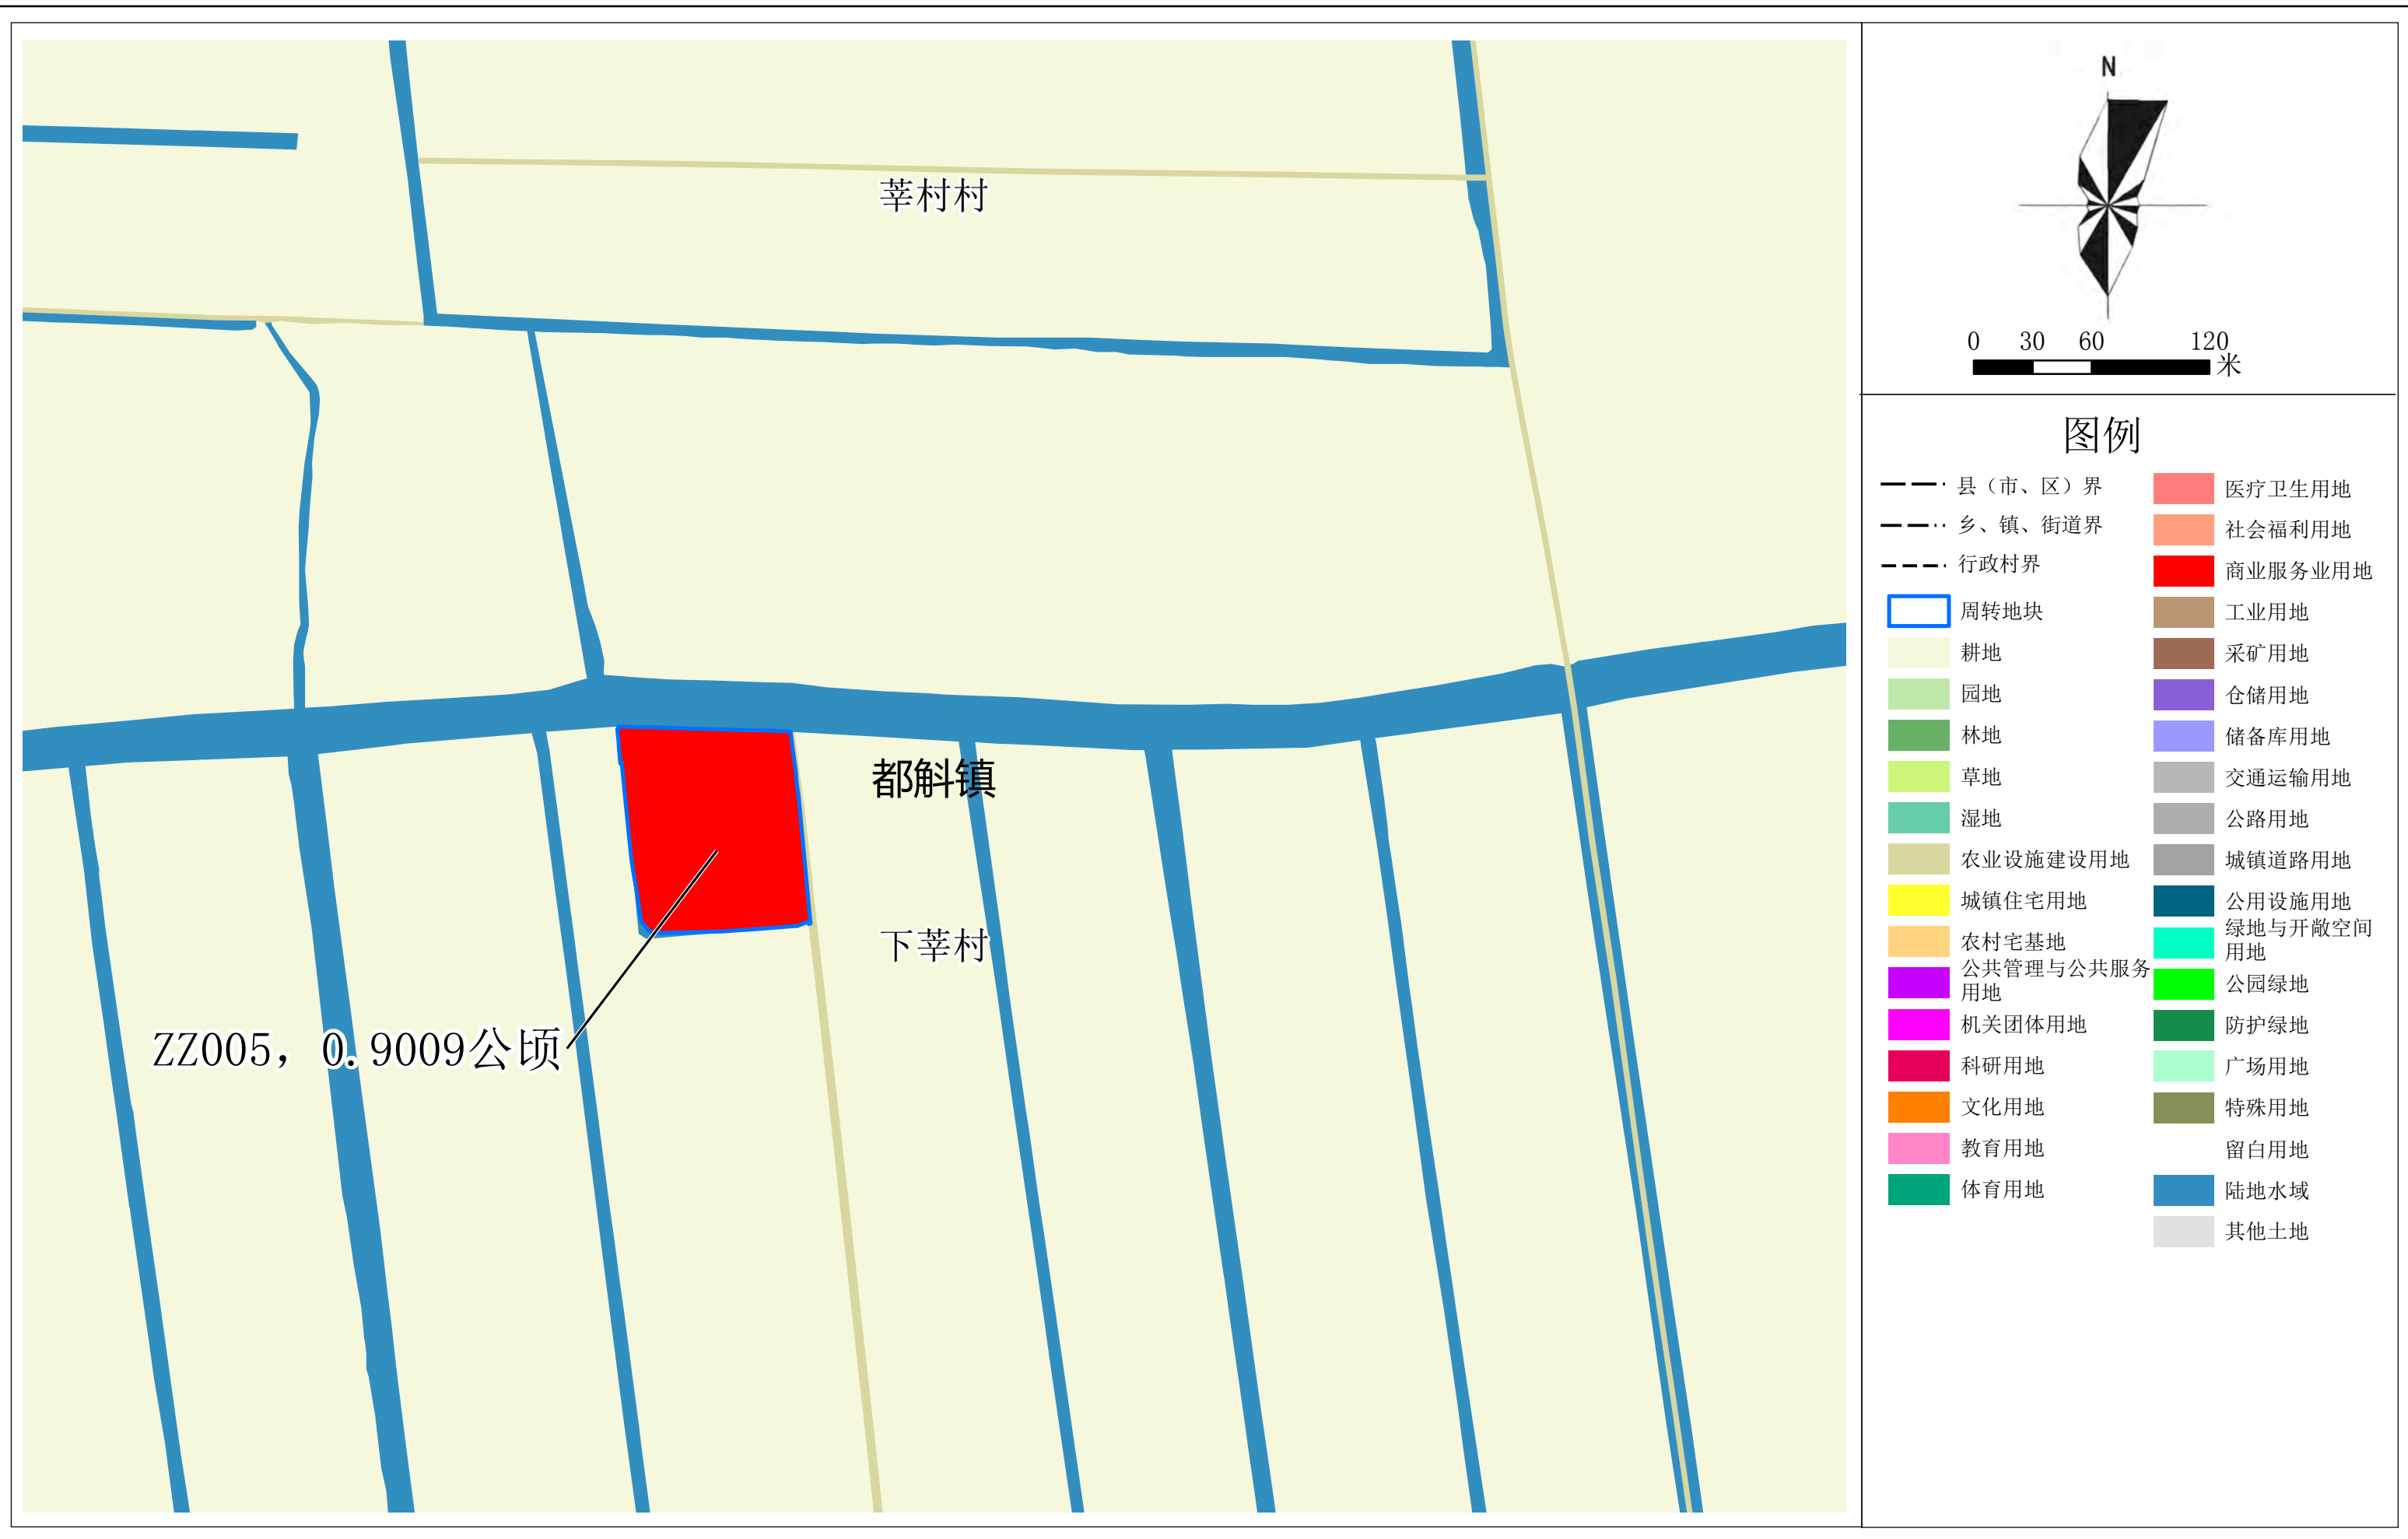 莘村村
都斛镇
下莘村
ZZ005，0.9009公顷
N
0 30 60 120
米
图例
县（市、区）界
乡、镇、街道界
行政村界
周转地块
耕地
园地
林地
草地
湿地
农业设施建设用地
城镇住宅用地
农村宅基地
公共管理与公共服务
用地
机关团体用地
科研用地
文化用地
教育用地
体育用地
医疗卫生用地
社会福利用地
商业服务业用地
工业用地
采矿用地
仓储用地
储备库用地
交通运输用地
公路用地
城镇道路用地
公用设施用地
绿地与开敞空间
用地
公园绿地
防护绿地
广场用地
特殊用地
留白用地
陆地水域
其他土地